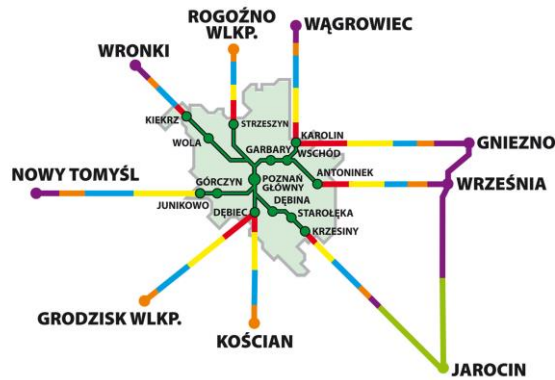 ROGOŹNO
WLKP.
WĄGROWIEC
WRONKI
KIEKRZ
STRZESZYN
KAROLIN
WOLA
GARBARY
WSCHÓD
GNIEZNO
ANTONINEK
NOWY TOMYŚL
GÓRCZYN
POZNAŃ
GŁÓWNY
WRZEŚNIA
JUNIKOWO
DĘBINA
DĘBIEC
STAROŁĘKA
KRZESINY
GRODZISK WLKP.
KOŚCIAN
JAROCIN